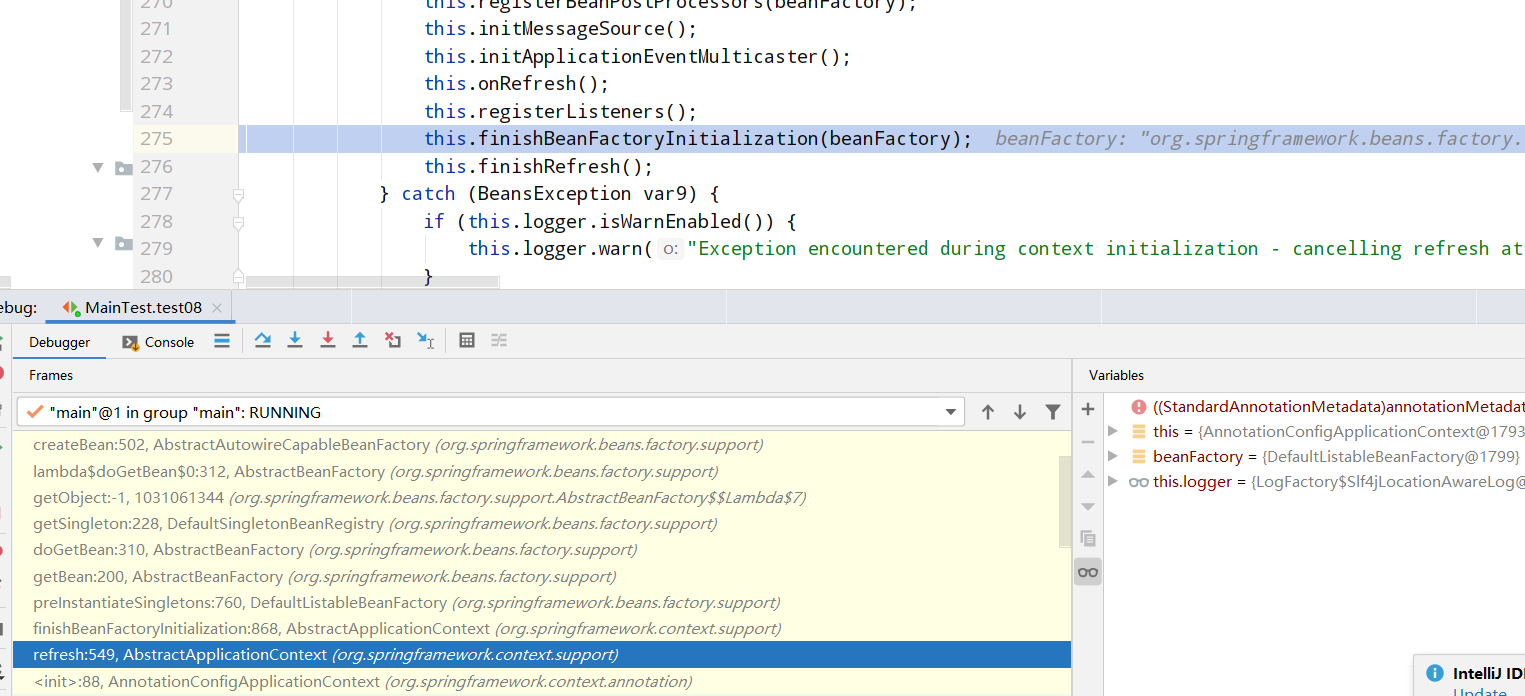 270 this.registerBeanPostProcessors(beanFactory);
271 this.initMessageSource();
272 this.initApplicationEventMulticaster();
273 this.onRefresh();
274 this.registerListeners();
275 this.finishBeanFactoryInitialization(beanFactory); beanFactory: "org.springframework.beans.factory.
276 this.finishRefresh();
277 } catch (BeansException var9) {
278 if (this.logger.isWarnEnabled()) {
279 this.logger.warn( o: "Exception encountered during context initialization - cancelling refresh at
280 }
ebug: MainTest.test08
Debugger Console
Frames
Variables
"main"@1 in group "main": RUNNING
createBean:502, AbstractAutowireCapableBeanFactory (org.springframework.beans.factory.support)
lambda$doGetBean$0:312, AbstractBeanFactory (org.springframework.beans.factory.support)
getObject:-1, 1031061344 (org.springframework.beans.factory.support.AbstractBeanFactory$$Lambda$7)
getSingleton:228, DefaultSingletonBeanRegistry (org.springframework.beans.factory.support)
doGetBean:310, AbstractBeanFactory (org.springframework.beans.factory.support)
getBean:200, AbstractBeanFactory (org.springframework.beans.factory.support)
preInstantiateSingletons:760, DefaultListableBeanFactory (org.springframework.beans.factory.support)
finishBeanFactoryInitialization:868, AbstractApplicationContext (org.springframework.context.support)
refresh:549, AbstractApplicationContext (org.springframework.context.support)
<init>:88, AnnotationConfigApplicationContext (org.springframework.context.annotation)
((StandardAnnotationMetadata)annotationMetadat
this = {AnnotationConfigApplicationContext@1793
beanFactory = {DefaultListableBeanFactory@1799}
this.logger = {LogFactory$Slf4jLocationAwareLog@
IntelliJ IDE
Update